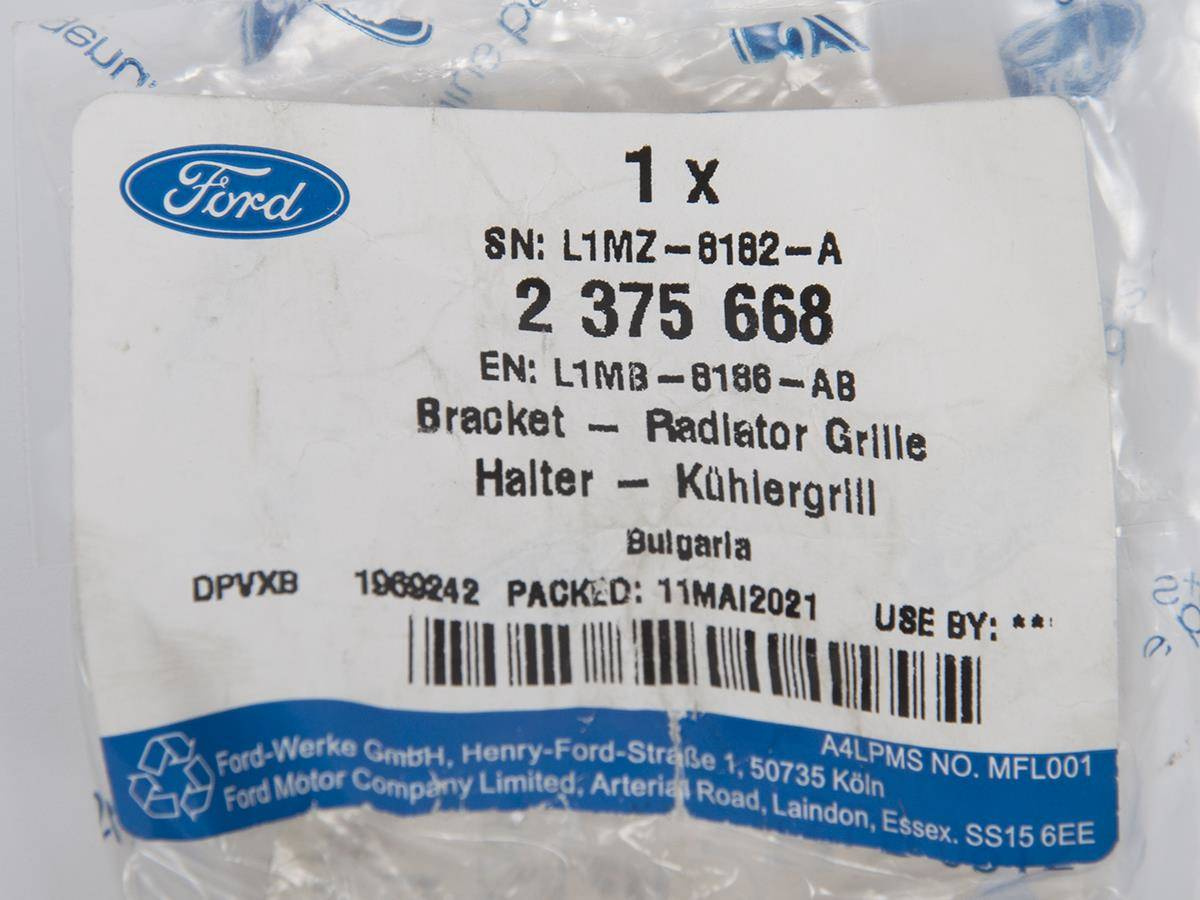 Ford
1 x
SN: L1MZ-8182-A
2 375 668
EN: L1MB-8186-AB
Bracket - Radiator Grille
Halter - Kühlergrill
Bulgaria
DPVXB 1969242 PACKED: 11MAI2021 USE BY: **
A4LPMS NO. MFL001
Ford-Werke GmbH, Henry-Ford-Straße 1, 50735 Köln
Ford Motor Company Limited, Arterial Road, Laindon, Essex. SS15 6EE